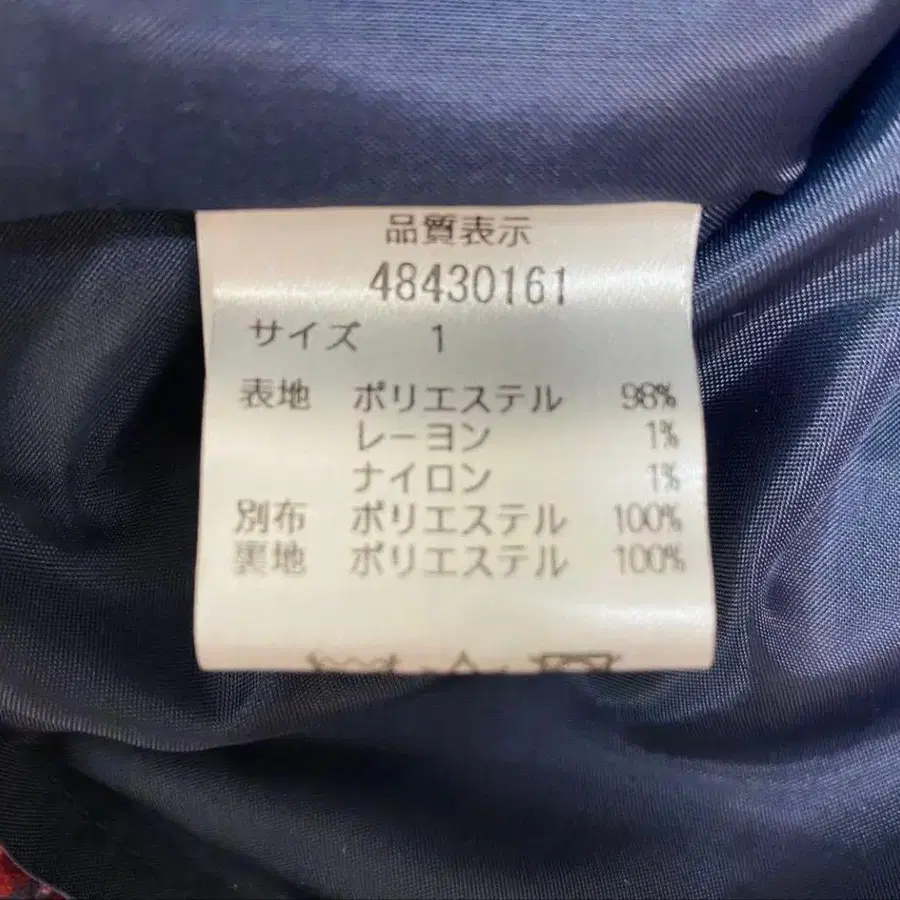 品質表示
48430161
サイズ 1
表地 ポリエステル 98%
レーヨン 1%
ナイロン 1%
別布 ポリエステル 100%
裏地 ポリエステル 100%